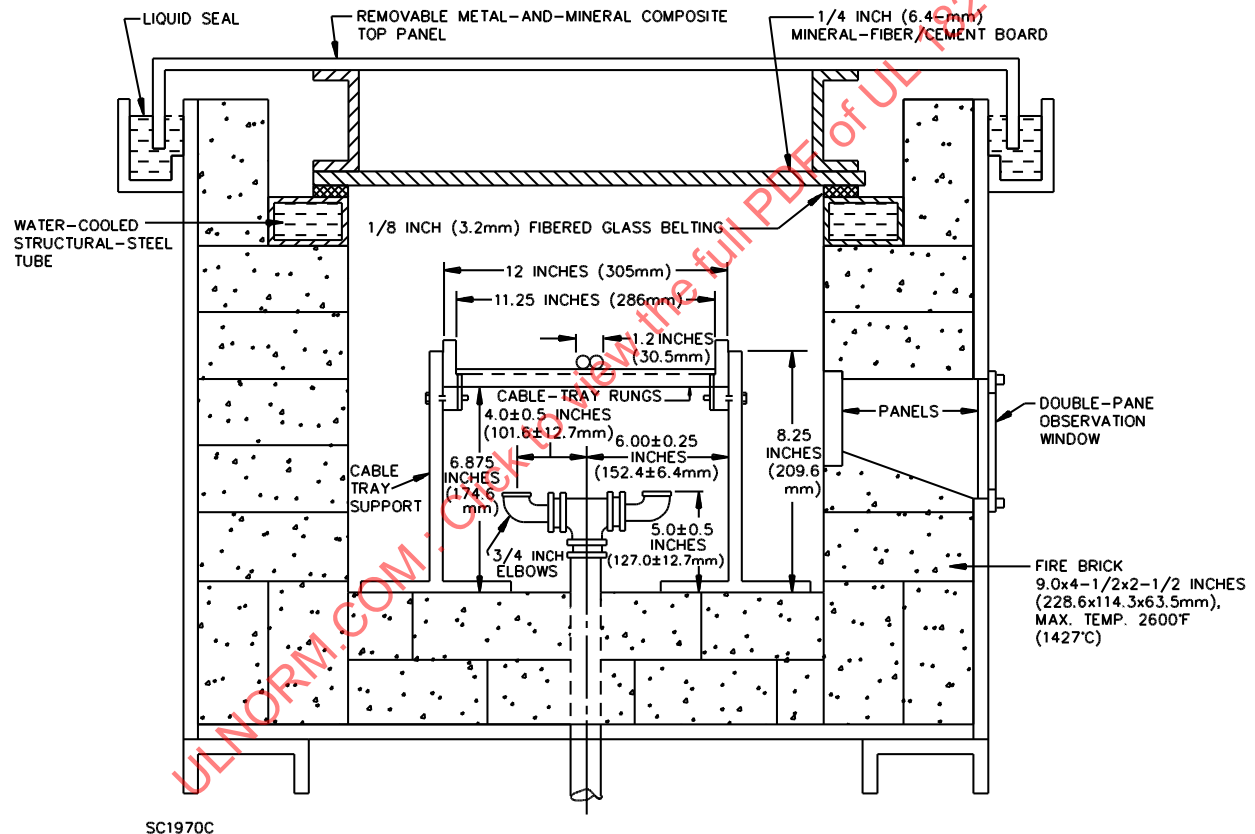 LIQUID SEAL
REMOVABLE METAL-AND-MINERAL COMPOSITE
TOP PANEL
1/4 INCH (6.4-mm)
MINERAL-FIBER/CEMENT BOARD
WATER-COOLED
STRUCTURAL-STEEL
TUBE
1/8 INCH (3.2mm) FIBERED GLASS BELTING
12 INCHES (305mm)
11.25 INCHES (286mm)
1.2 INCHES
(30.5mm)
CABLE-TRAY RUNGS
4.0±0.5 INCHES
(101.6±12.7mm)
6.00±0.25
INCHES
(152.4±6.4mm)
8.25
INCHES
(209.6
mm)
PANELS
DOUBLE-PANE
OBSERVATION
WINDOW
CABLE
TRAY
SUPPORT
6.875
INCHES
(174.6
mm)
3/4 INCH
ELBOWS
5.0±0.5
INCHES
(127.0±12.7mm)
FIRE BRICK
9.0x4-1/2x2-1/2 INCHES
(228.6x114.3x63.5mm),
MAX. TEMP. 2600°F
(1427°C)
SC1970C
ULNORM.COM : Click to view the full PDF of UL 182